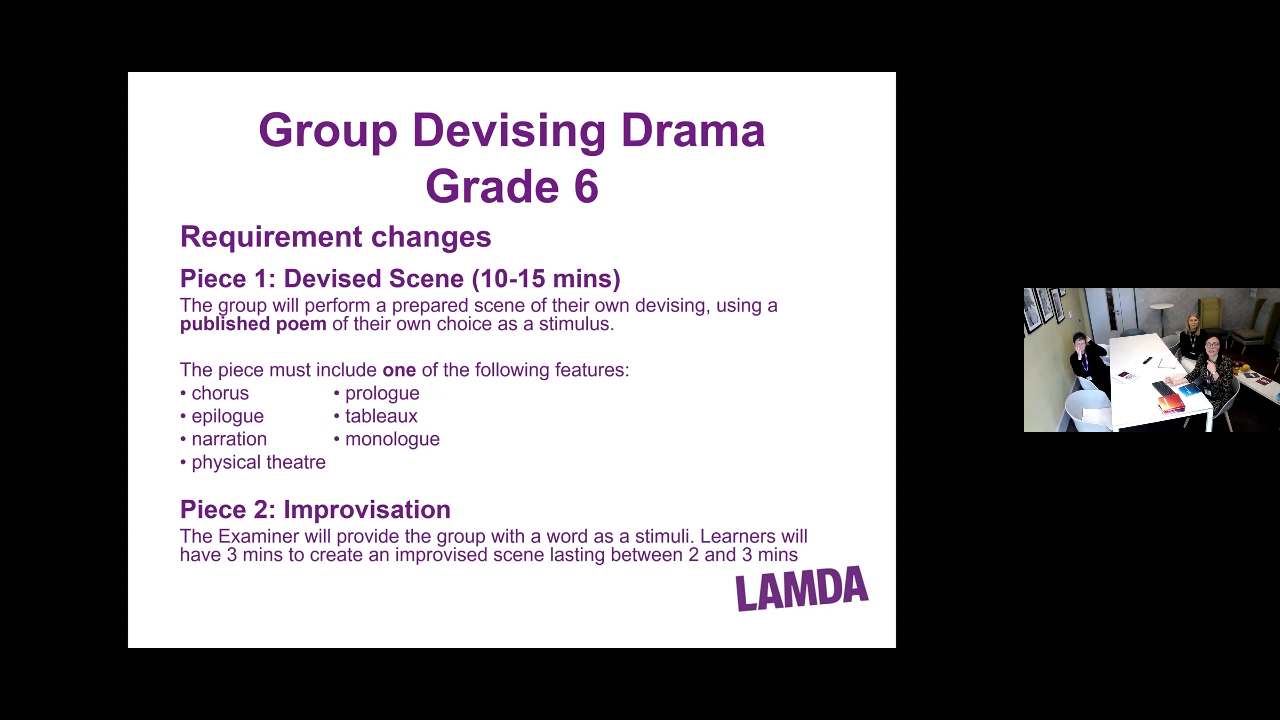 Group Devising Drama
Grade 6
Requirement changes
Piece 1: Devised Scene (10-15 mins)
The group will perform a prepared scene of their own devising, using a
published poem of their own choice as a stimulus.
The piece must include one of the following features:
• chorus • prologue
• epilogue • tableaux
• narration • monologue
• physical theatre
Piece 2: Improvisation
The Examiner will provide the group with a word as a stimuli. Learners will
have 3 mins to create an improvised scene lasting between 2 and 3 mins
LAMDA